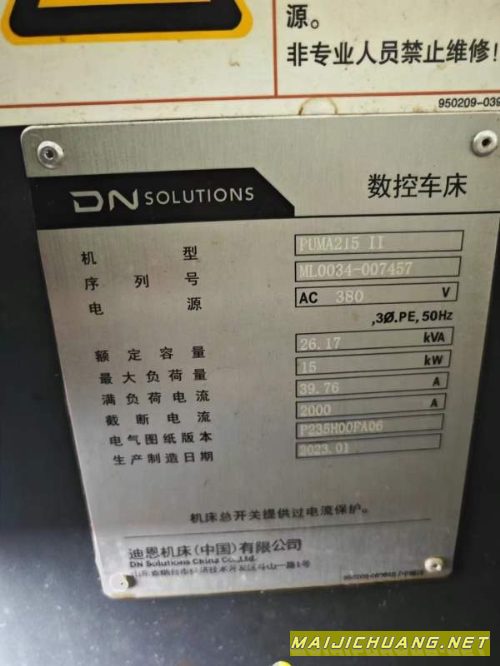 源。
非专业人员禁止维修!
950209-039
DN SOLUTIONS 数控车床
机 型 PUMA215 II
序 列 号 ML0034-007457
电 源 AC 380 V
,3Ø.PE,50Hz
额 定 容 量 26.17 kVA
最 大 负 荷 量 15 kW
满 负 荷 电 流 39.76 A
截 断 电 流 2000 A
电气图纸版本 P235H00FA06
生产制造日期 2023.01
机床总开关提供过电流保护。
迪恩机床(中国)有限公司
DN Solutions China Co.,Ltd.
MAIJICHUANG.NET